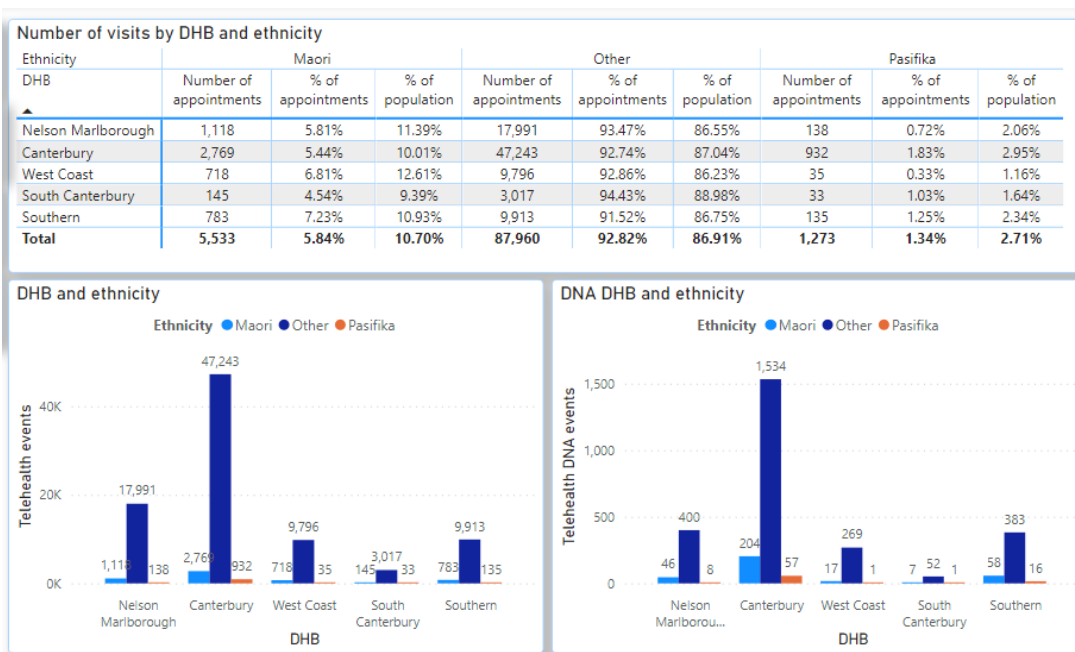 Number of visits by DHB and ethnicity
Ethnicity Maori Other Pasifika
DHB Number of appointments % of appointments % of population Number of appointments % of appointments % of population Number of appointments % of appointments % of population
Nelson Marlborough 1,118 5.81% 11.39% 17,991 93.47% 86.55% 138 0.72% 2.06%
Canterbury 2,769 5.44% 10.01% 47,243 92.74% 87.04% 932 1.83% 2.95%
West Coast 718 6.81% 12.61% 9,796 92.86% 86.23% 35 0.33% 1.16%
South Canterbury 145 4.54% 9.39% 3,017 94.43% 88.98% 33 1.03% 1.64%
Southern 783 7.23% 10.93% 9,913 91.52% 86.75% 135 1.25% 2.34%
Total 5,533 5.84% 10.70% 87,960 92.82% 86.91% 1,273 1.34% 2.71%
DHB and ethnicity
Ethnicity Maori Other Pasifika
Telehealth events
40K
20K
0K
1,118 17,991 138
2,769 47,243 932
718 9,796 35
145 3,017 33
783 9,913 135
Nelson Marlborough
Canterbury
West Coast
South Canterbury
Southern
DHB
DNA DHB and ethnicity
Ethnicity Maori Other Pasifika
Telehealth DNA events
1,500
1,000
500
0
46 400 8
204 1,534 57
17 269 1
7 52 1
58 383 16
Nelson Marlborou...
Canterbury
West Coast
South Canterbury
Southern
DHB